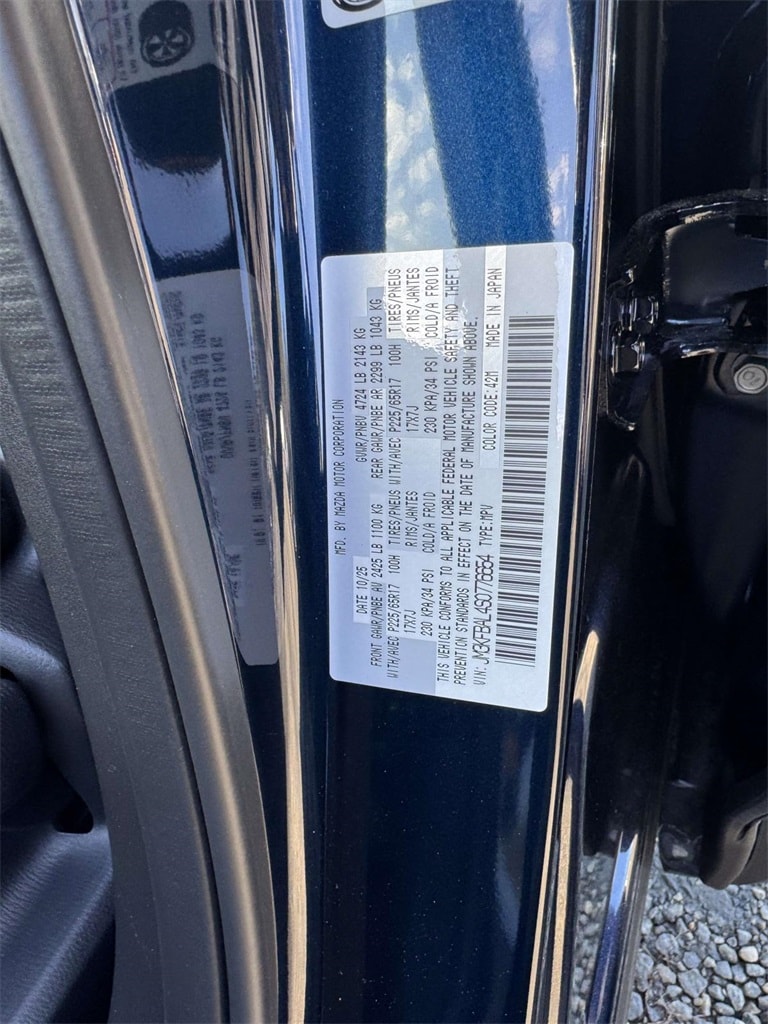 MFD. BY MAZDA MOTOR CORPORATION
DATE 10/25 GVWR/PNBV 4724 LB 2143 KG
FRONT GAWR/PNBE AV 2425 LB 1100 KG REAR GAWR/PNBE AR 2299 LB 1043 KG
WITH/AVEC P225/65R17 100H TIRES/PNEUS WITH/AVEC P225/65R17 100H TIRES/PNEUS
17X7J RIMS/JANTES 17X7J RIMS/JANTES
230 KPA/34 PSI COLD/A FROID 230 KPA/34 PSI COLD/A FROID
THIS VEHICLE CONFORMS TO ALL APPLICABLE FEDERAL MOTOR VEHICLE SAFETY AND THEFT
PREVENTION STANDARDS IN EFFECT ON THE DATE OF MANUFACTURE SHOWN ABOVE.
VIN: JM3KFBAL4S0776654 TYPE:MPV COLOR CODE:42M MADE IN JAPAN